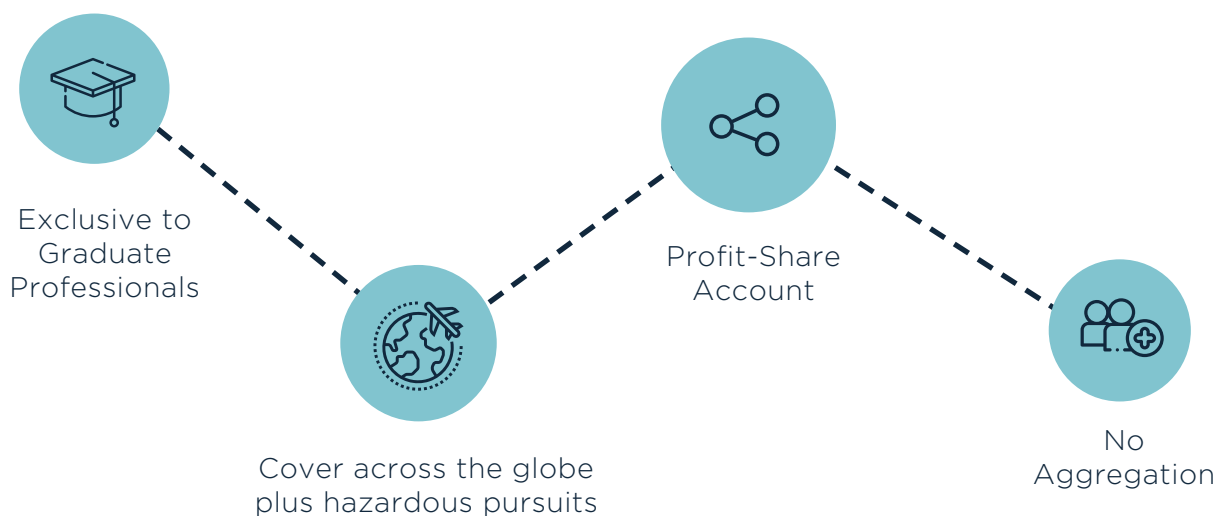 Exclusive to
Graduate
Professionals
Cover across the globe
plus hazardous pursuits
Profit-Share
Account
No
Aggregation